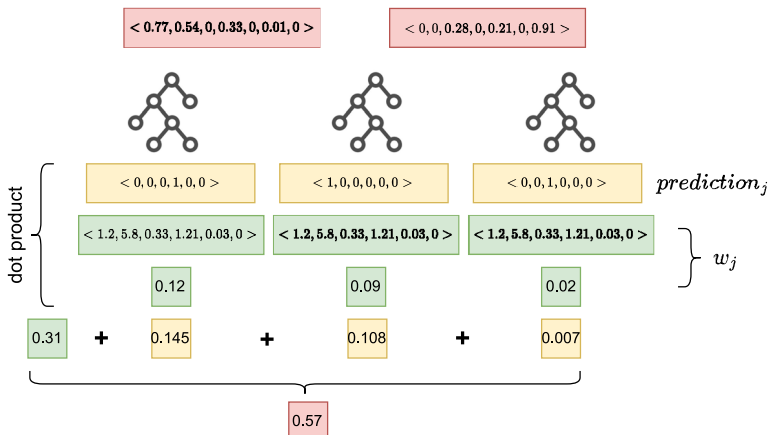 < 0.77, 0.54, 0, 0.33, 0, 0.01, 0 >
< 0, 0, 0.28, 0, 0.21, 0, 0.91 >
< 0, 0, 0, 1, 0, 0 >
< 1, 0, 0, 0, 0, 0 >
< 0, 0, 1, 0, 0, 0 >
prediction_j
dot product
< 1.2, 5.8, 0.33, 1.21, 0.03, 0 >
< 1.2, 5.8, 0.33, 1.21, 0.03, 0 >
< 1.2, 5.8, 0.33, 1.21, 0.03, 0 >
w_j
0.12
0.09
0.02
0.31 + 0.145 + 0.108 + 0.007
0.57